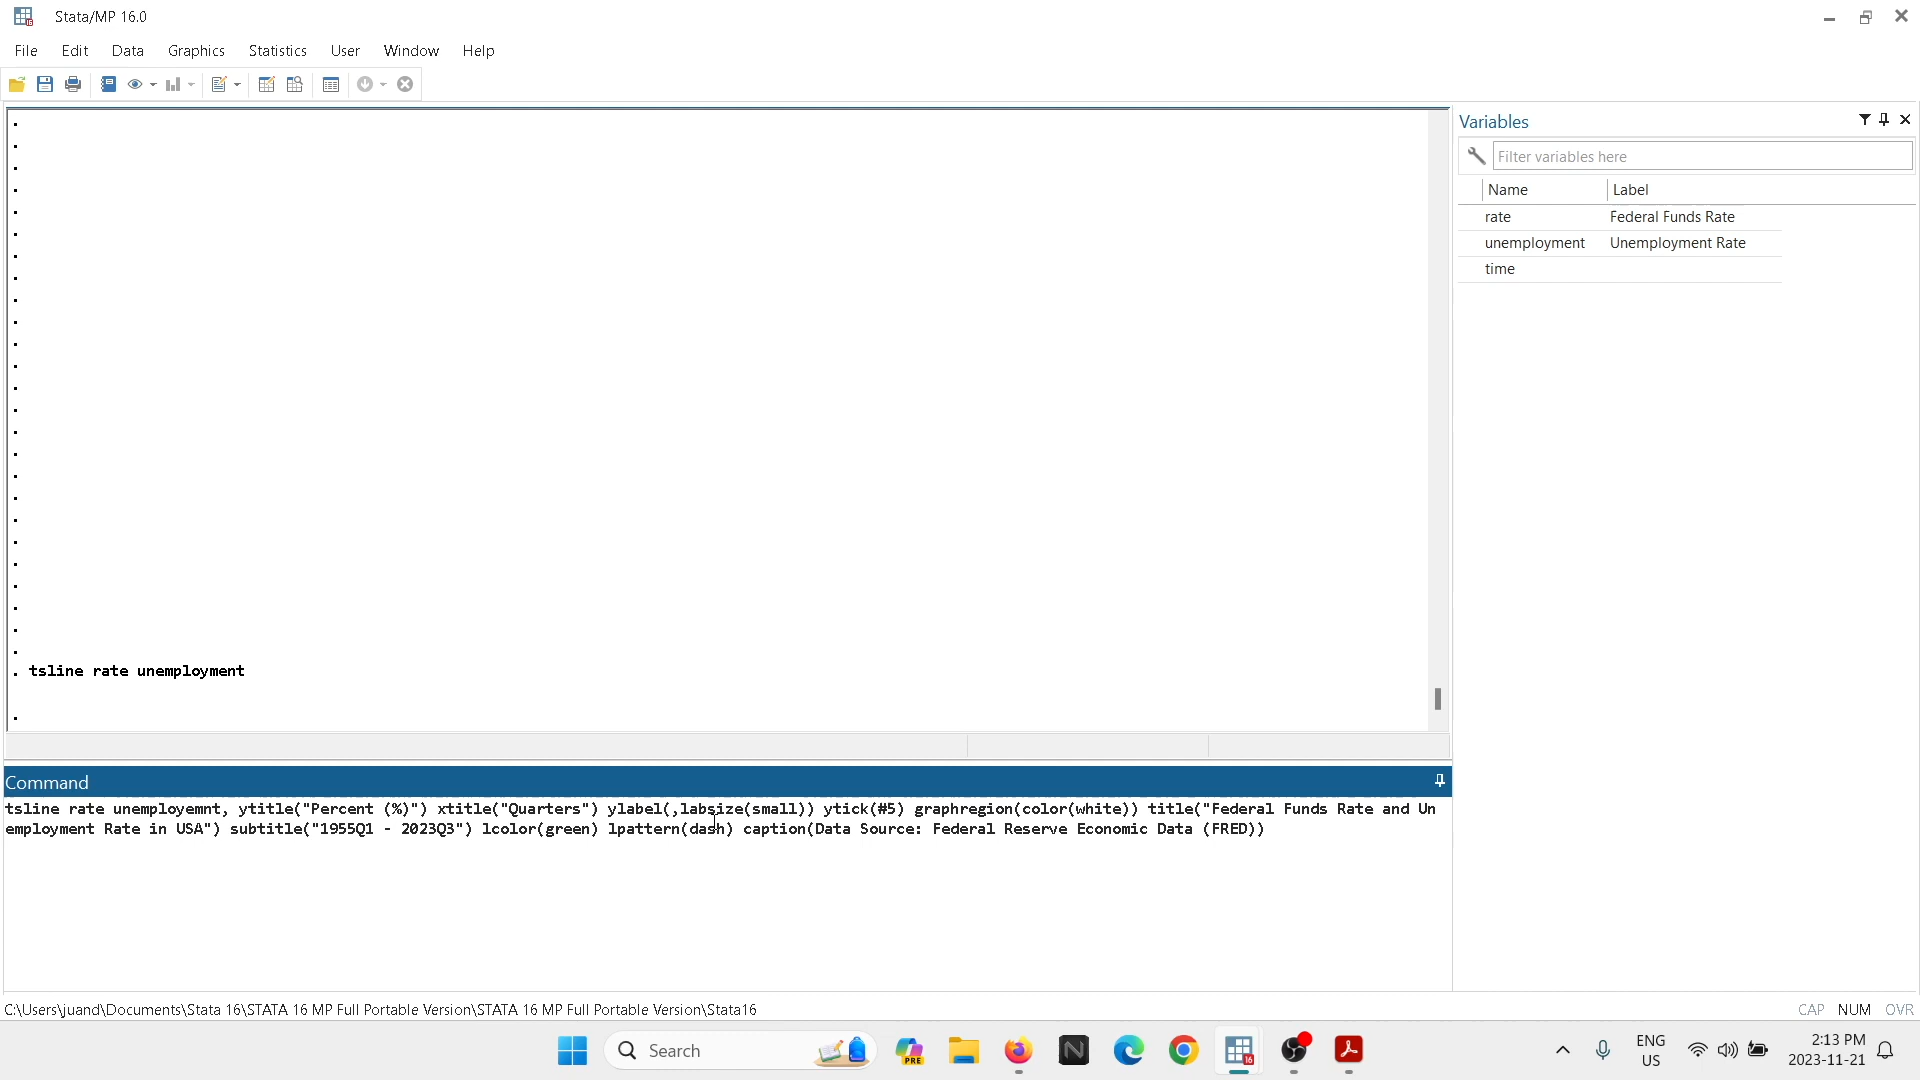 Stata/MP 16.0
File Edit Data Graphics Statistics User Window Help
Variables
Filter variables here
Name Label
rate Federal Funds Rate
unemployment Unemployment Rate
time
. tsline rate unemployment
Command
tsline rate unemployemnt, ytitle("Percent (%)") xtitle("Quarters") ylabel(,labsize(small)) ytick(#5) graphregion(color(white)) title("Federal Funds Rate and Un
employment Rate in USA") subtitle("1955Q1 - 2023Q3") lcolor(green) lpattern(dash) caption(Data Source: Federal Reserve Economic Data (FRED))
C:\Users\juand\Documents\Stata 16\STATA 16 MP Full Portable Version\STATA 16 MP Full Portable Version\Stata16
CAP NUM OVR
Search
PRE
16
ENG
US
2:13 PM
2023-11-21